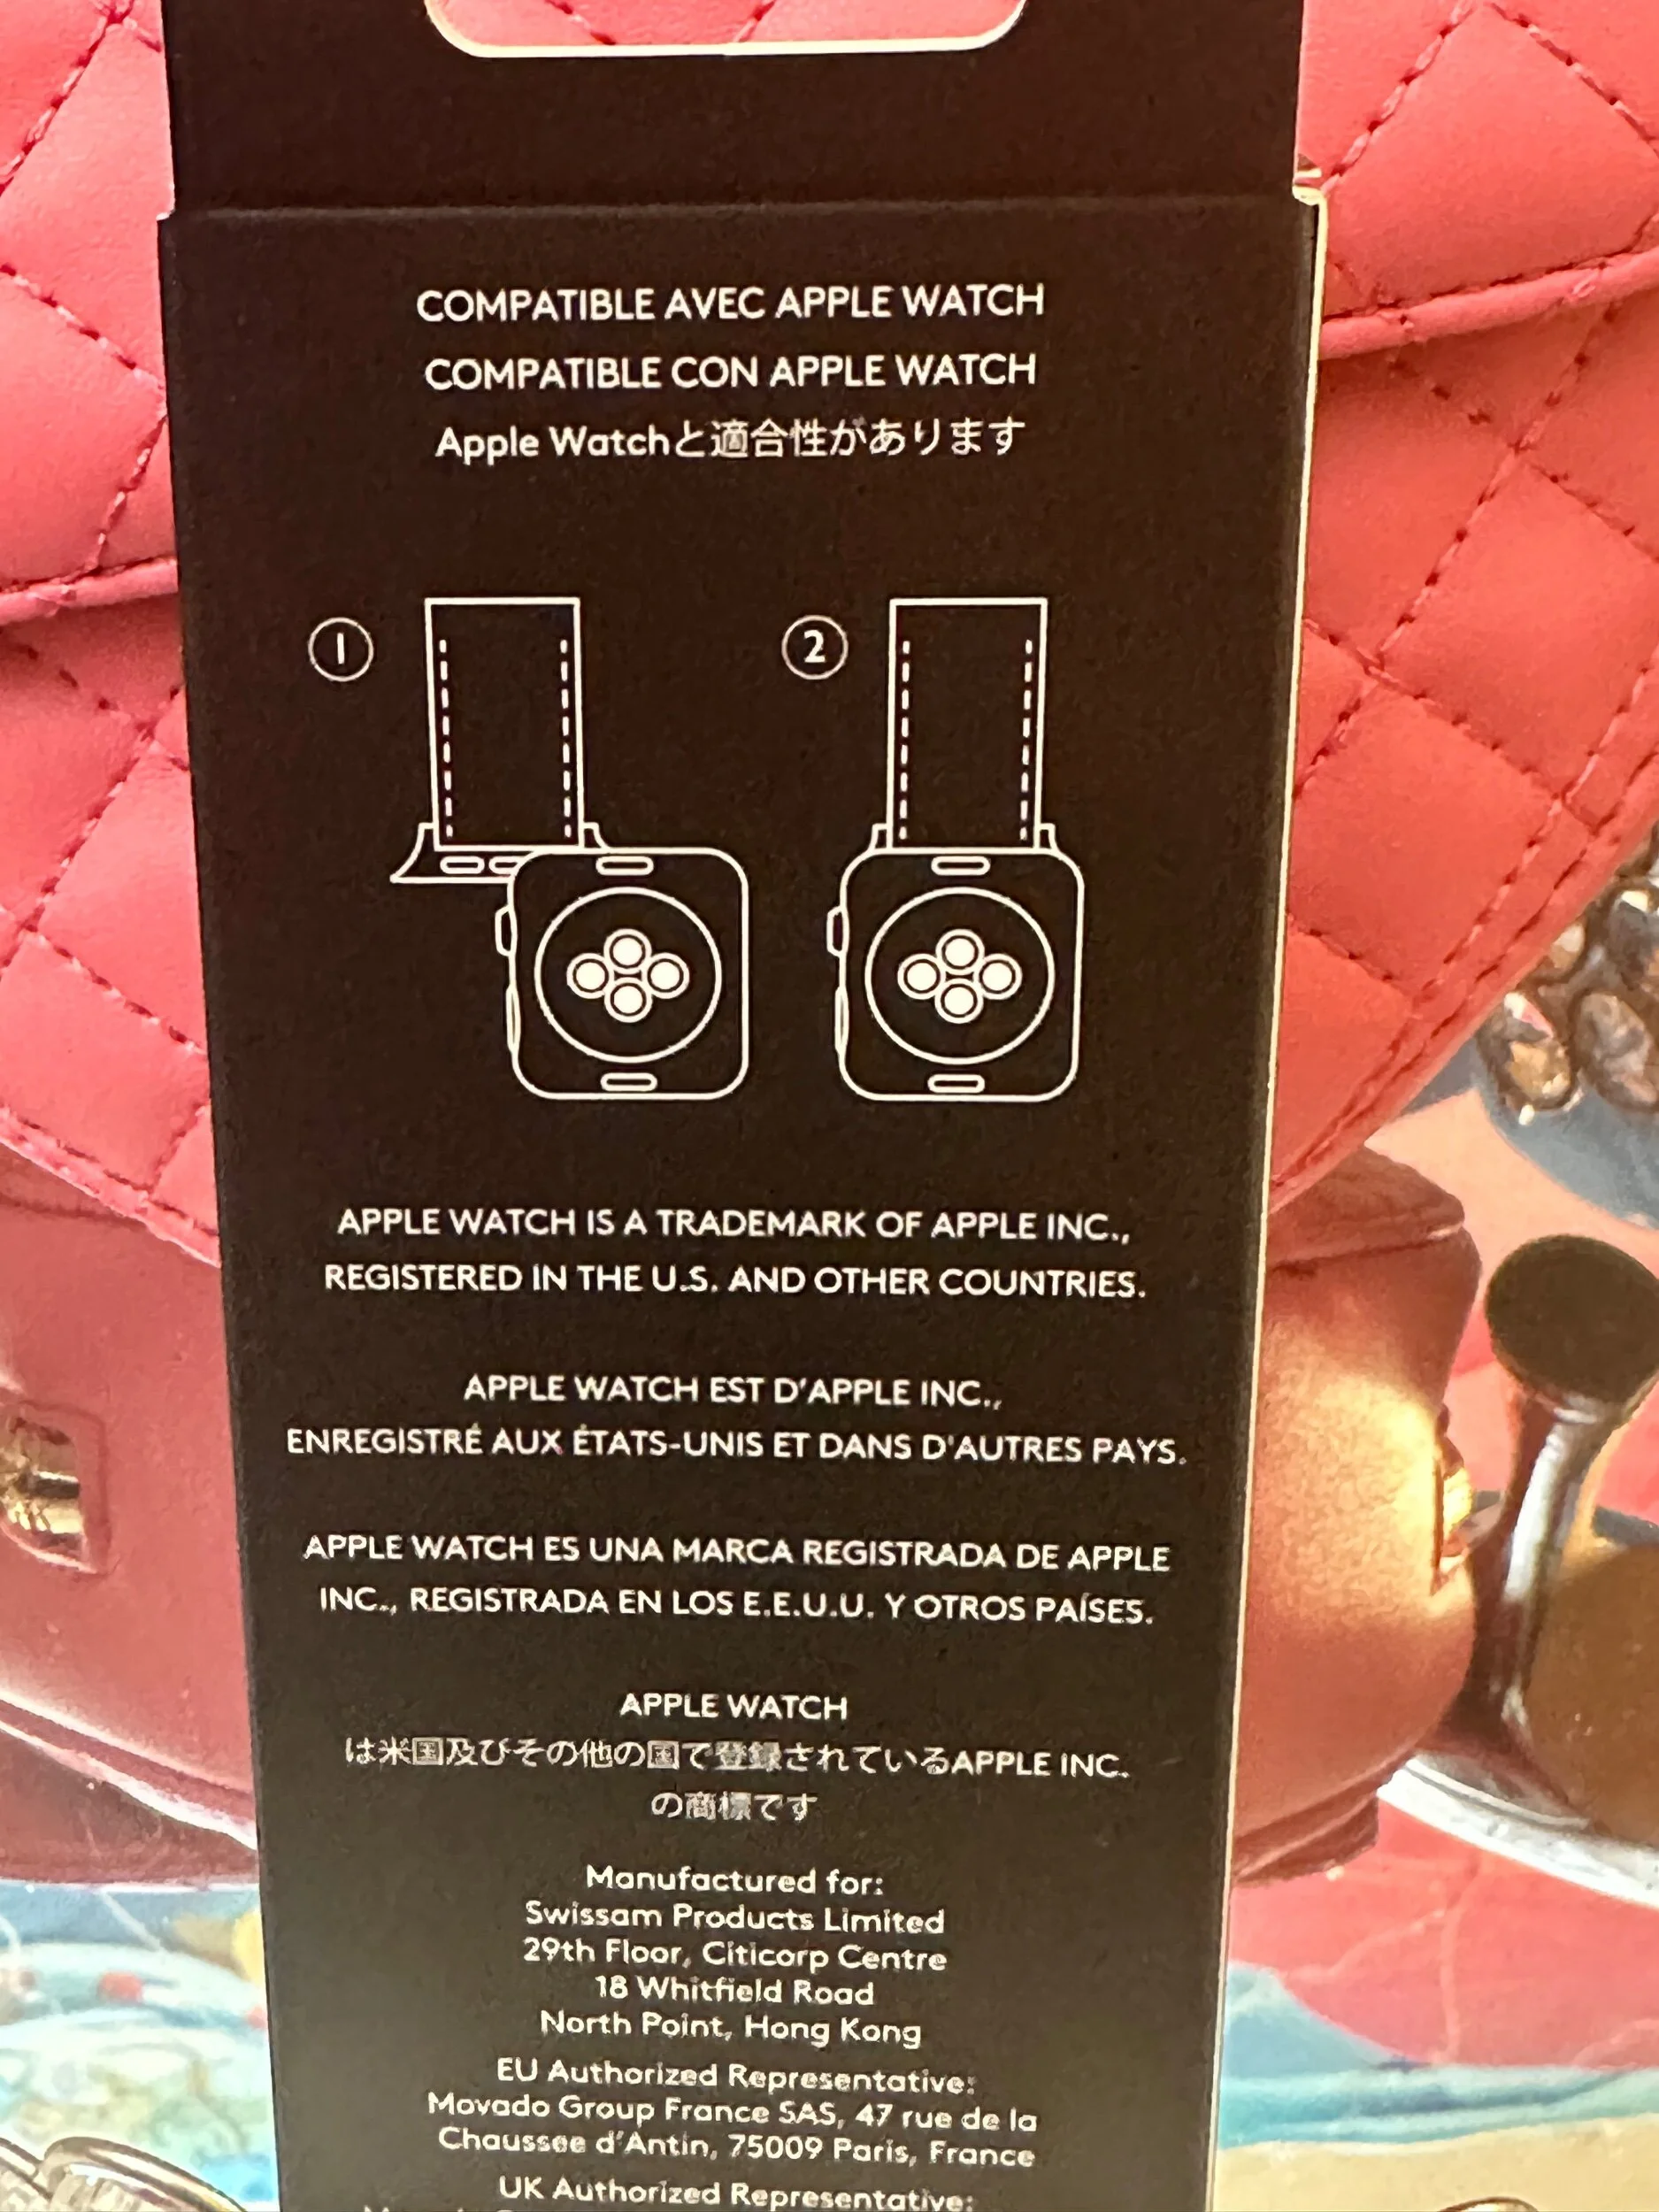 COMPATIBLE AVEC APPLE WATCH
COMPATIBLE CON APPLE WATCH
Apple Watchと適合性があります
1
2
APPLE WATCH IS A TRADEMARK OF APPLE INC.,
REGISTERED IN THE U.S. AND OTHER COUNTRIES.
APPLE WATCH EST D'APPLE INC.,
ENREGISTRÉ AUX ÉTATS-UNIS ET DANS D'AUTRES PAYS.
APPLE WATCH ES UNA MARCA REGISTRADA DE APPLE
INC., REGISTRADA EN LOS E.E.U.U. Y OTROS PAÍSES.
APPLE WATCH
は米国及びその他の国で登録されているAPPLE INC.
の商標です
Manufactured for:
Swissam Products Limited
29th Floor, Citicorp Centre
18 Whitfield Road
North Point, Hong Kong
EU Authorized Representative:
Movado Group France SAS, 47 rue de la
Chaussee d'Antin, 75009 Paris, France
UK Authorized Representative: